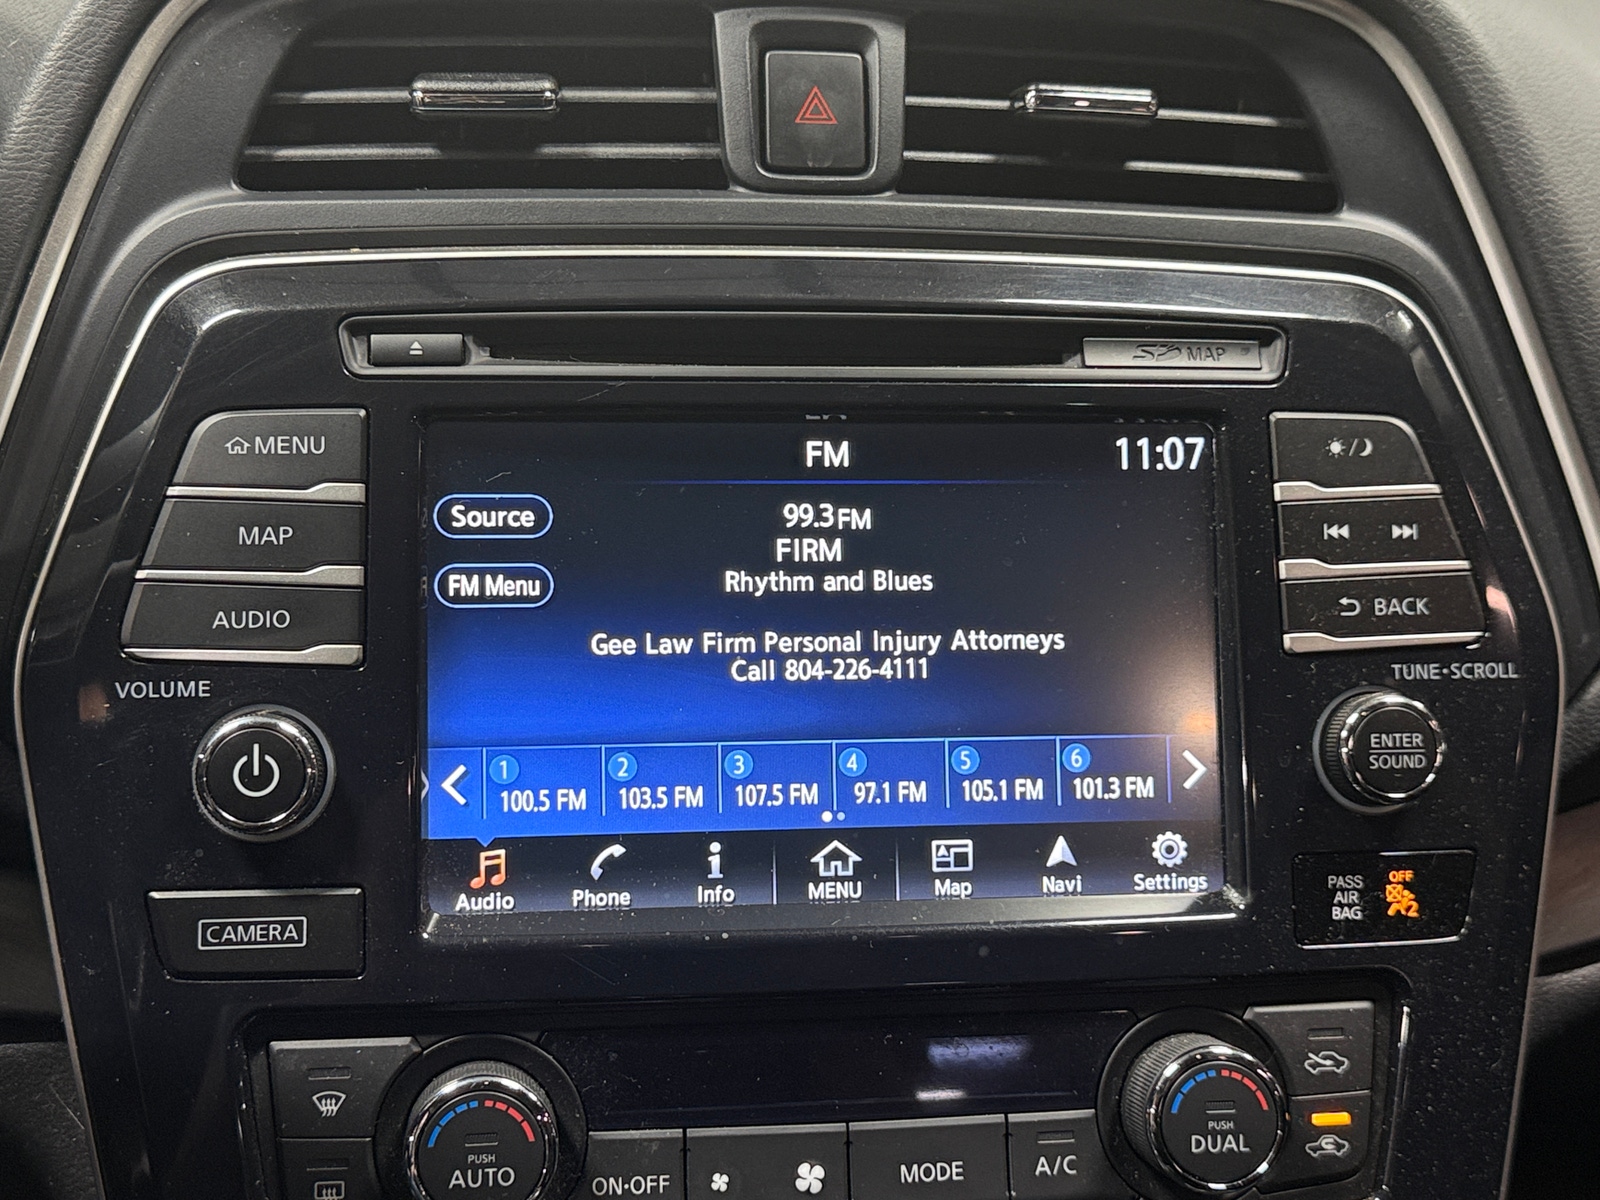 SD MAP
MENU
MAP
AUDIO
VOLUME
CAMERA
FM
11:07
Source
99.3 FM
FIRM
FM Menu
Rhythm and Blues
Gee Law Firm Personal Injury Attorneys
Call 804-226-4111
1
2
3
4
5
6
100.5 FM
103.5 FM
107.5 FM
97.1 FM
105.1 FM
101.3 FM
Audio
Phone
Info
MENU
Map
Navi
Settings
BACK
TUNE•SCROLL
ENTER
SOUND
PASS
AIR
BAG
OFF
2
PUSH
AUTO
ON•OFF
MODE
A/C
PUSH
DUAL